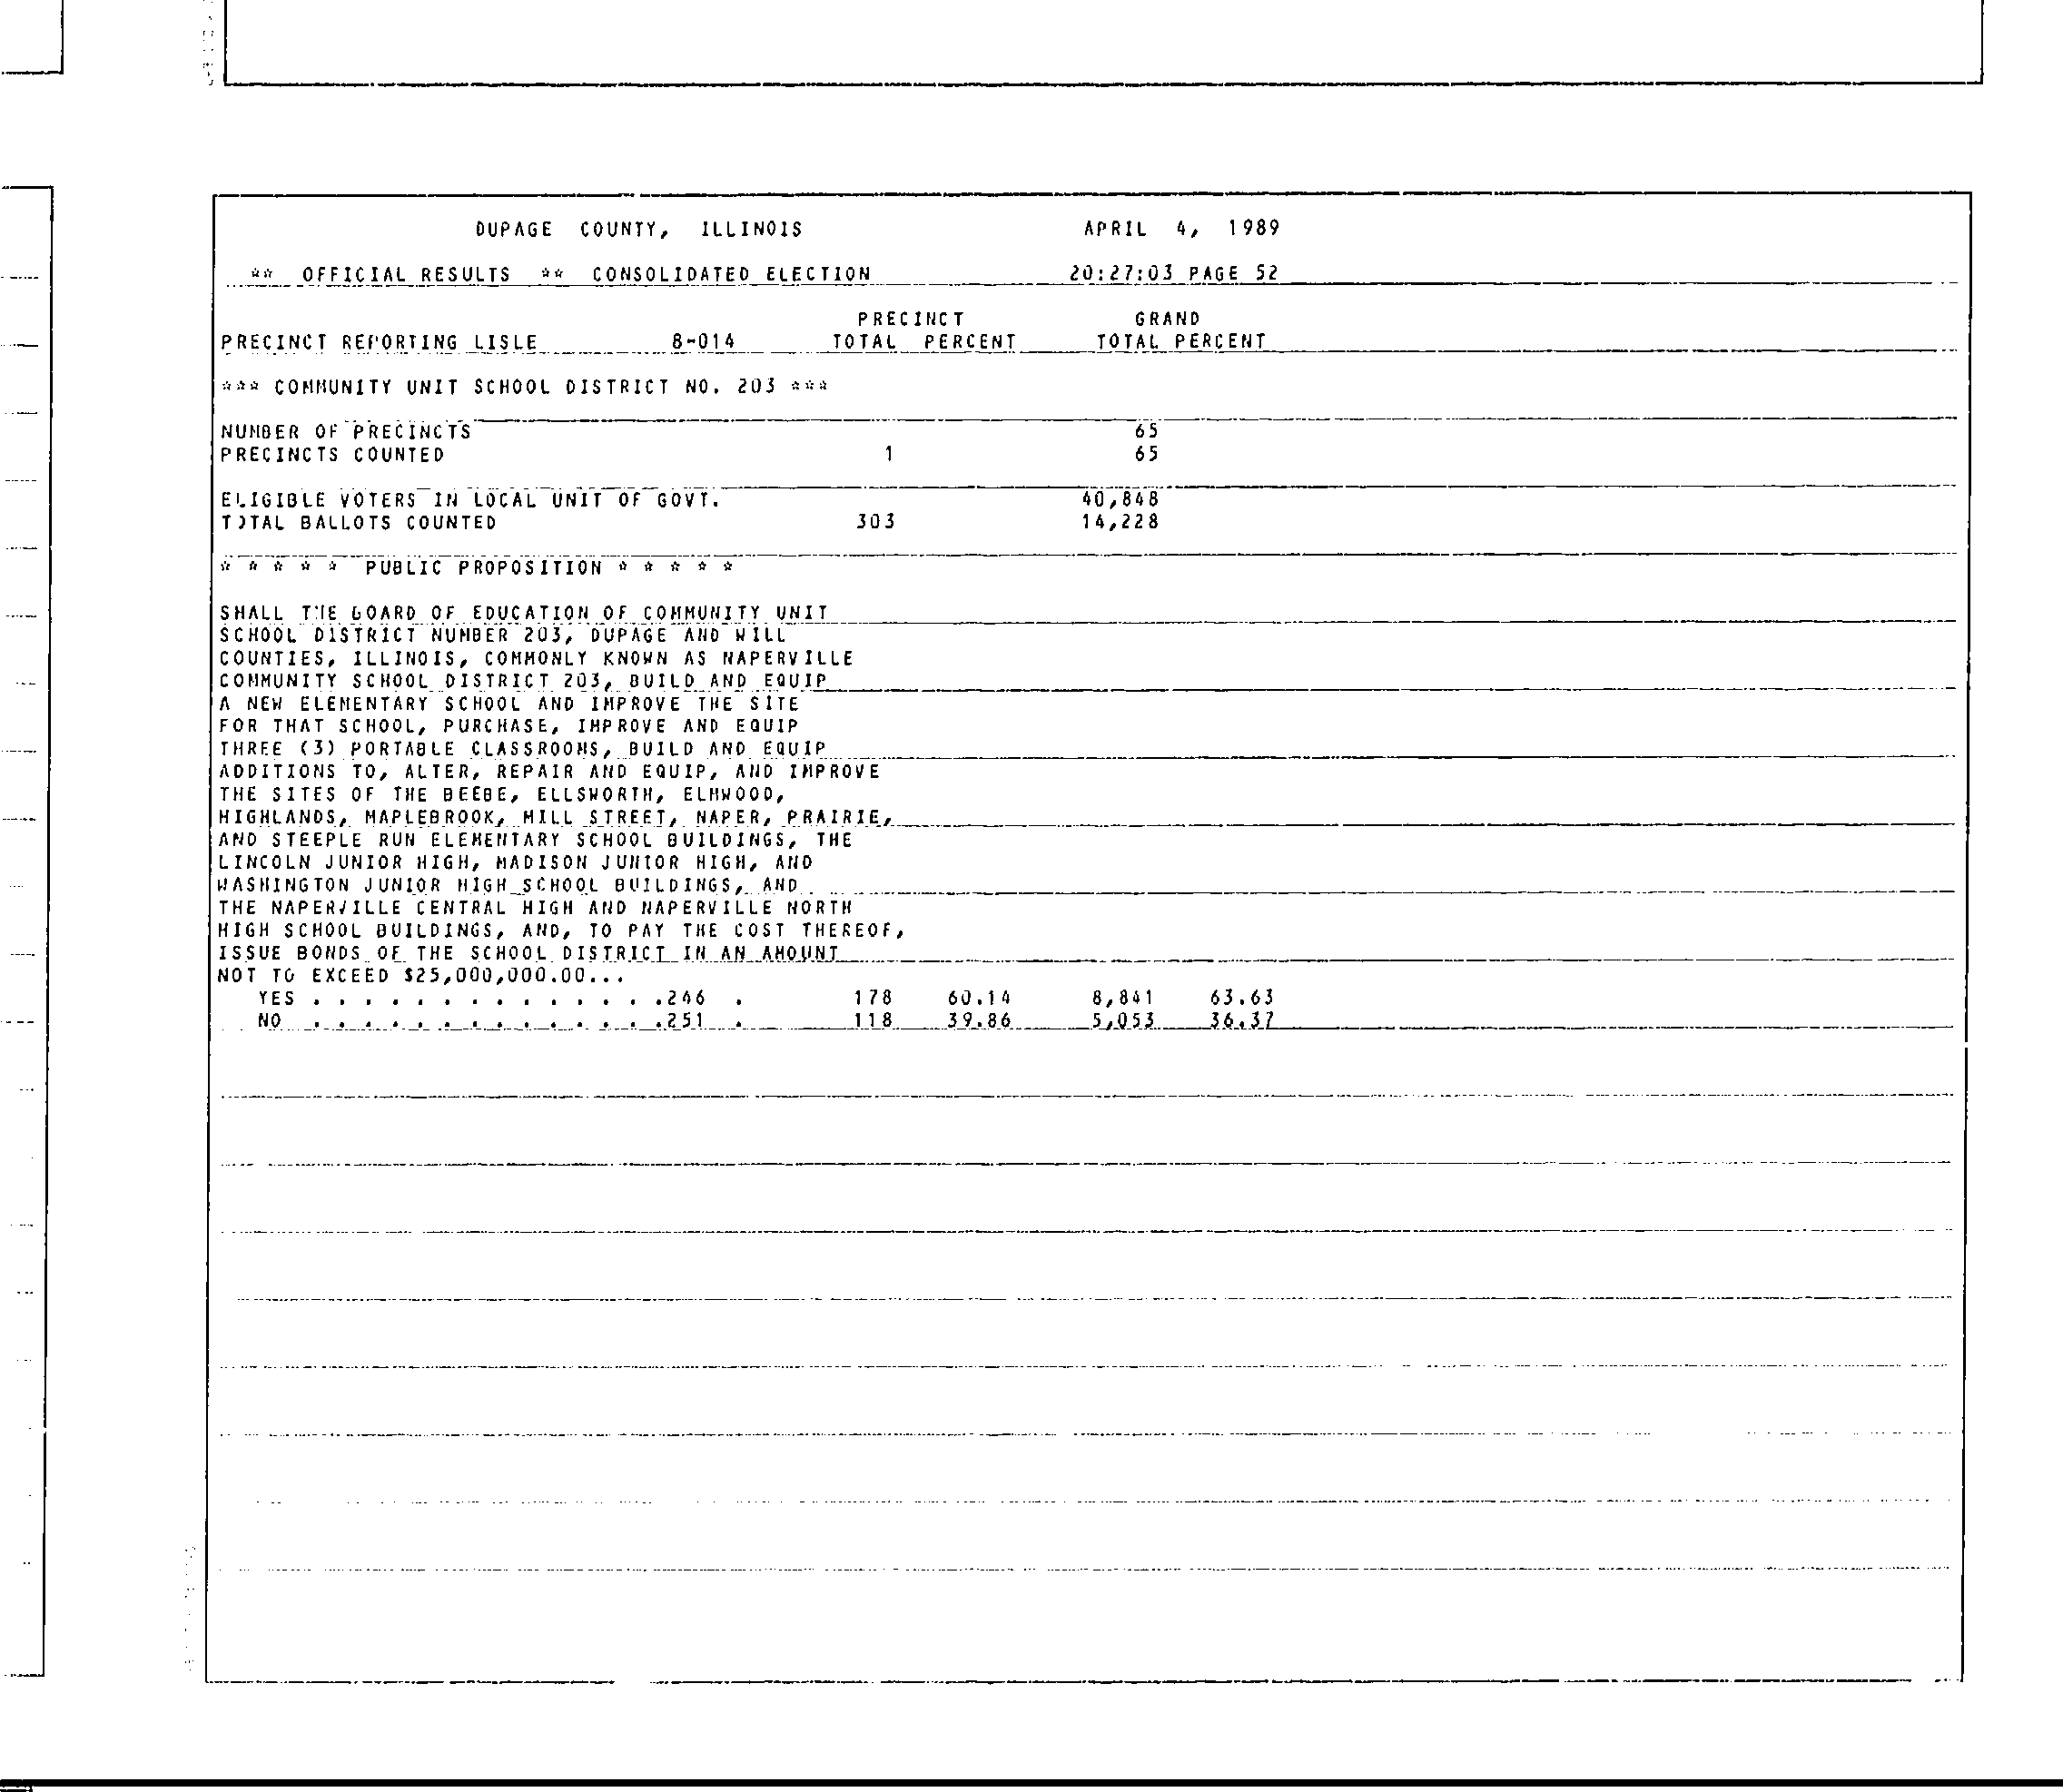 DUPAGE COUNTY, ILLINOIS APRIL 4, 1989
** OFFICIAL RESULTS ** CONSOLIDATED ELECTION 20:27:03 PAGE 52
PRECINCT GRAND
PRECINCT REPORTING LISLE 8-014 TOTAL PERCENT TOTAL PERCENT
*** COMMUNITY UNIT SCHOOL DISTRICT NO. 203 ***
NUMBER OF PRECINCTS 65
PRECINCTS COUNTED 1 65
ELIGIBLE VOTERS IN LOCAL UNIT OF GOVT. 40,848
TOTAL BALLOTS COUNTED 303 14,228
* * * * * PUBLIC PROPOSITION * * * * *
SHALL THE BOARD OF EDUCATION OF COMMUNITY UNIT
SCHOOL DISTRICT NUMBER 203, DUPAGE AND WILL
COUNTIES, ILLINOIS, COMMONLY KNOWN AS NAPERVILLE
COMMUNITY SCHOOL DISTRICT 203, BUILD AND EQUIP
A NEW ELEMENTARY SCHOOL AND IMPROVE THE SITE
FOR THAT SCHOOL, PURCHASE, IMPROVE AND EQUIP
THREE (3) PORTABLE CLASSROOMS, BUILD AND EQUIP
ADDITIONS TO, ALTER, REPAIR AND EQUIP, AND IMPROVE
THE SITES OF THE BEEBE, ELLSWORTH, ELMWOOD,
HIGHLANDS, MAPLEBROOK, MILL STREET, NAPER, PRAIRIE,
AND STEEPLE RUN ELEMENTARY SCHOOL BUILDINGS, THE
LINCOLN JUNIOR HIGH, MADISON JUNIOR HIGH, AND
WASHINGTON JUNIOR HIGH SCHOOL BUILDINGS, AND
THE NAPERVILLE CENTRAL HIGH AND NAPERVILLE NORTH
HIGH SCHOOL BUILDINGS, AND, TO PAY THE COST THEREOF,
ISSUE BONDS OF THE SCHOOL DISTRICT IN AN AMOUNT
NOT TO EXCEED $25,000,000.00...
YES . . . . . . . . . . . . . .246 . 178 60.14 8,841 63.63
NO . . . . . . . . . . . . . .251 . 118 39.86 5,053 36.37